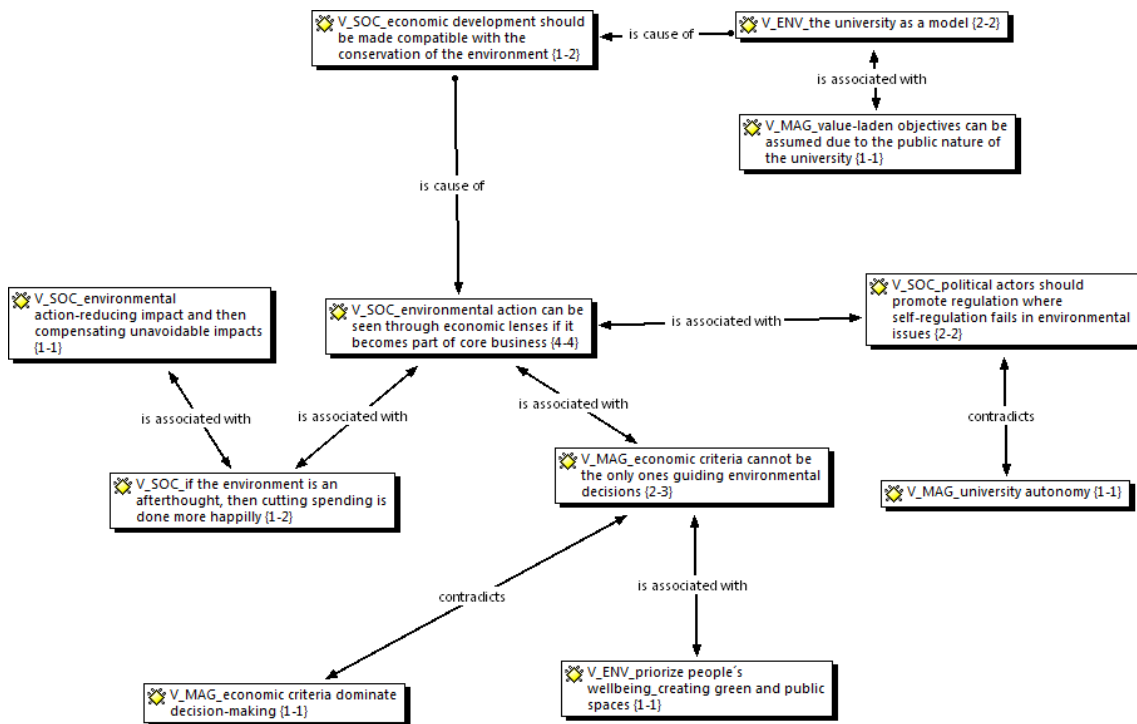 V_SOC_economic development should
be made compatible with the
conservation of the environment {1-2}
is cause of
V_ENV_the university as a model {2-2}
is associated with
V_MAG_value-laden objectives can be
assumed due to the public nature of
the university {1-1}
is cause of
V_SOC_environmental
action-reducing impact and then
compensating unavoidable impacts
{1-1}
V_SOC_environmental action can be
seen through economic lenses if it
becomes part of core business {4-4}
is associated with
V_SOC_political actors should
promote regulation where
self-regulation fails in environmental
issues {2-2}
is associated with
is associated with
is associated with
contradicts
V_SOC_if the environment is an
afterthought, then cutting spending is
done more happilly {1-2}
V_MAG_economic criteria cannot be
the only ones guiding environmental
decisions {2-3}
V_MAG_university autonomy {1-1}
contradicts
is associated with
V_MAG_economic criteria dominate
decision-making {1-1}
V_ENV_priorize people´s
wellbeing_creating green and public
spaces {1-1}